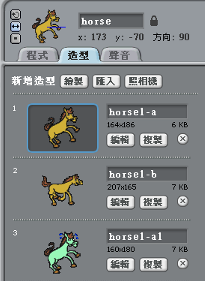 horse
x: 173 y: -70 方向: 90
程式 造型 聲音
新增造型 繪製 匯入 照相機
1 horse1-a
164x186 6 KB
編輯 複製
2 horse1-b
207x165 7 KB
編輯 複製
3 horse1-a1
160x180 7 KB
編輯 複製